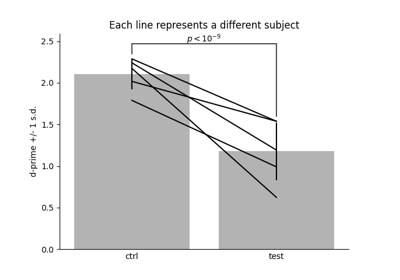 Each line represents a different subject
p < 10⁻⁹
2.5
2.0
1.5
1.0
0.5
0.0
d-prime +/- 1 s.d.
ctrl test